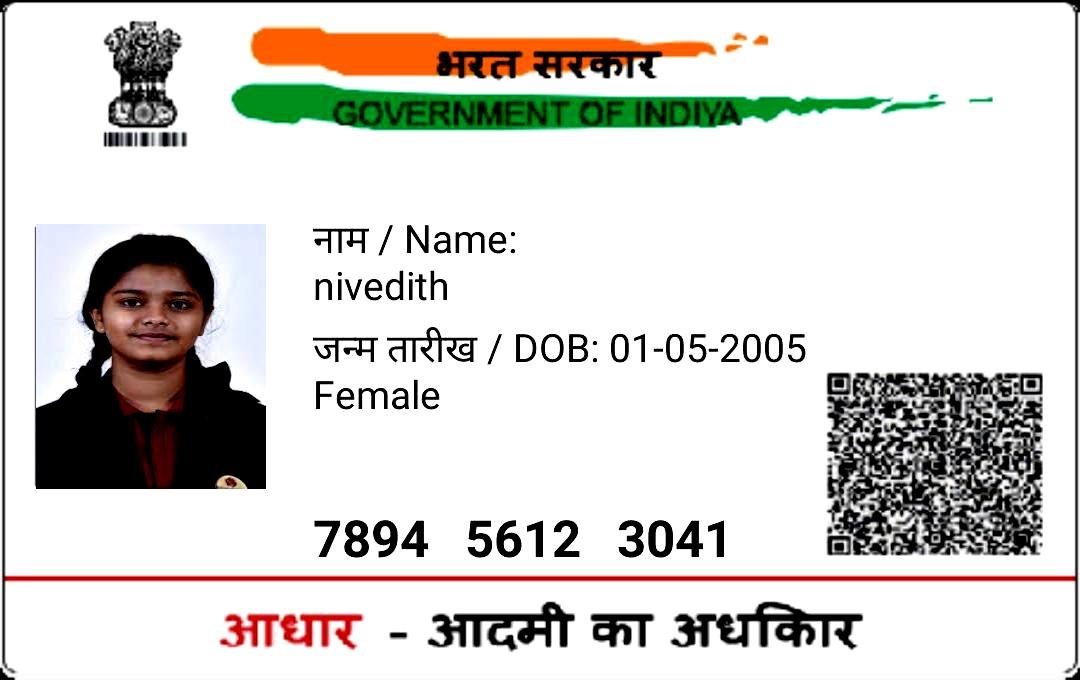 भरत सरकार
GOVERNMENT OF INDIYA
नाम / Name:
nivedith
जन्म तारीख / DOB: 01-05-2005
Female
7894 5612 3041
आधार - आदमी का अधकिार